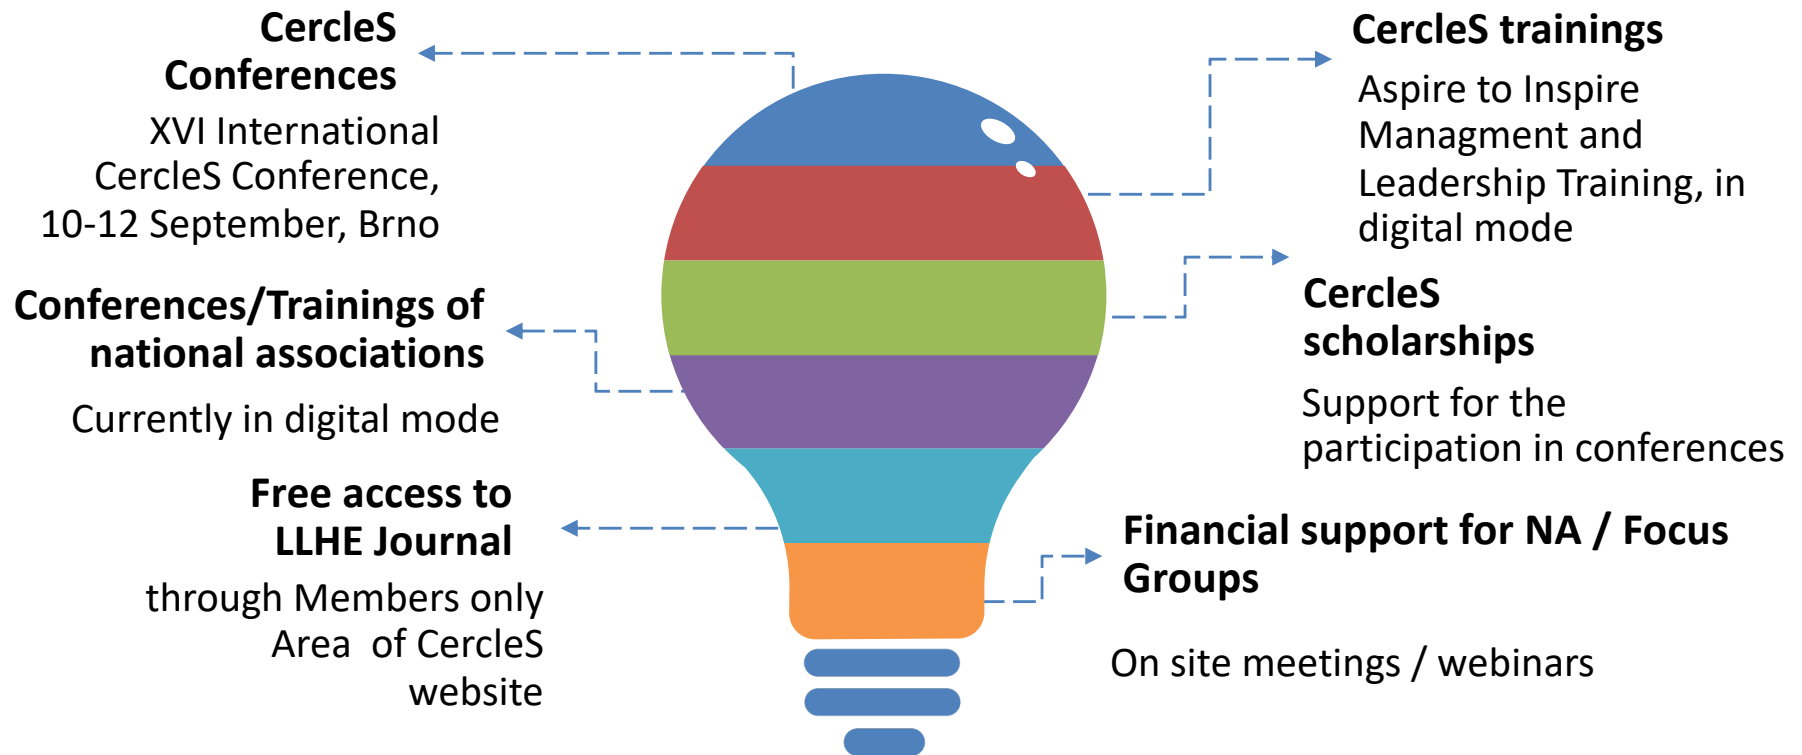 CercleS
Conferences
XVI International
CercleS Conference,
10-12 September, Brno
Conferences/Trainings of
national associations
Currently in digital mode
Free access to
LLHE Journal
through Members only
Area  of CercleS
website
CercleS trainings
Aspire to Inspire
Managment and
Leadership Training, in
digital mode
CercleS
scholarships
Support for the
participation in conferences
Financial support for NA / Focus
Groups
On site meetings / webinars